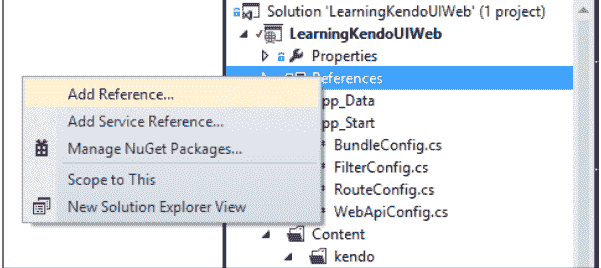 Solution 'LearningKendoUIWeb' (1 project)
LearningKendoUIWeb
Properties
References
Add Reference...
pp_Data
Add Service Reference...
pp_Start
Manage NuGet Packages...
BundleConfig.cs
FilterConfig.cs
Scope to This
RouteConfig.cs
New Solution Explorer View
WebApiConfig.cs
Content
kendo